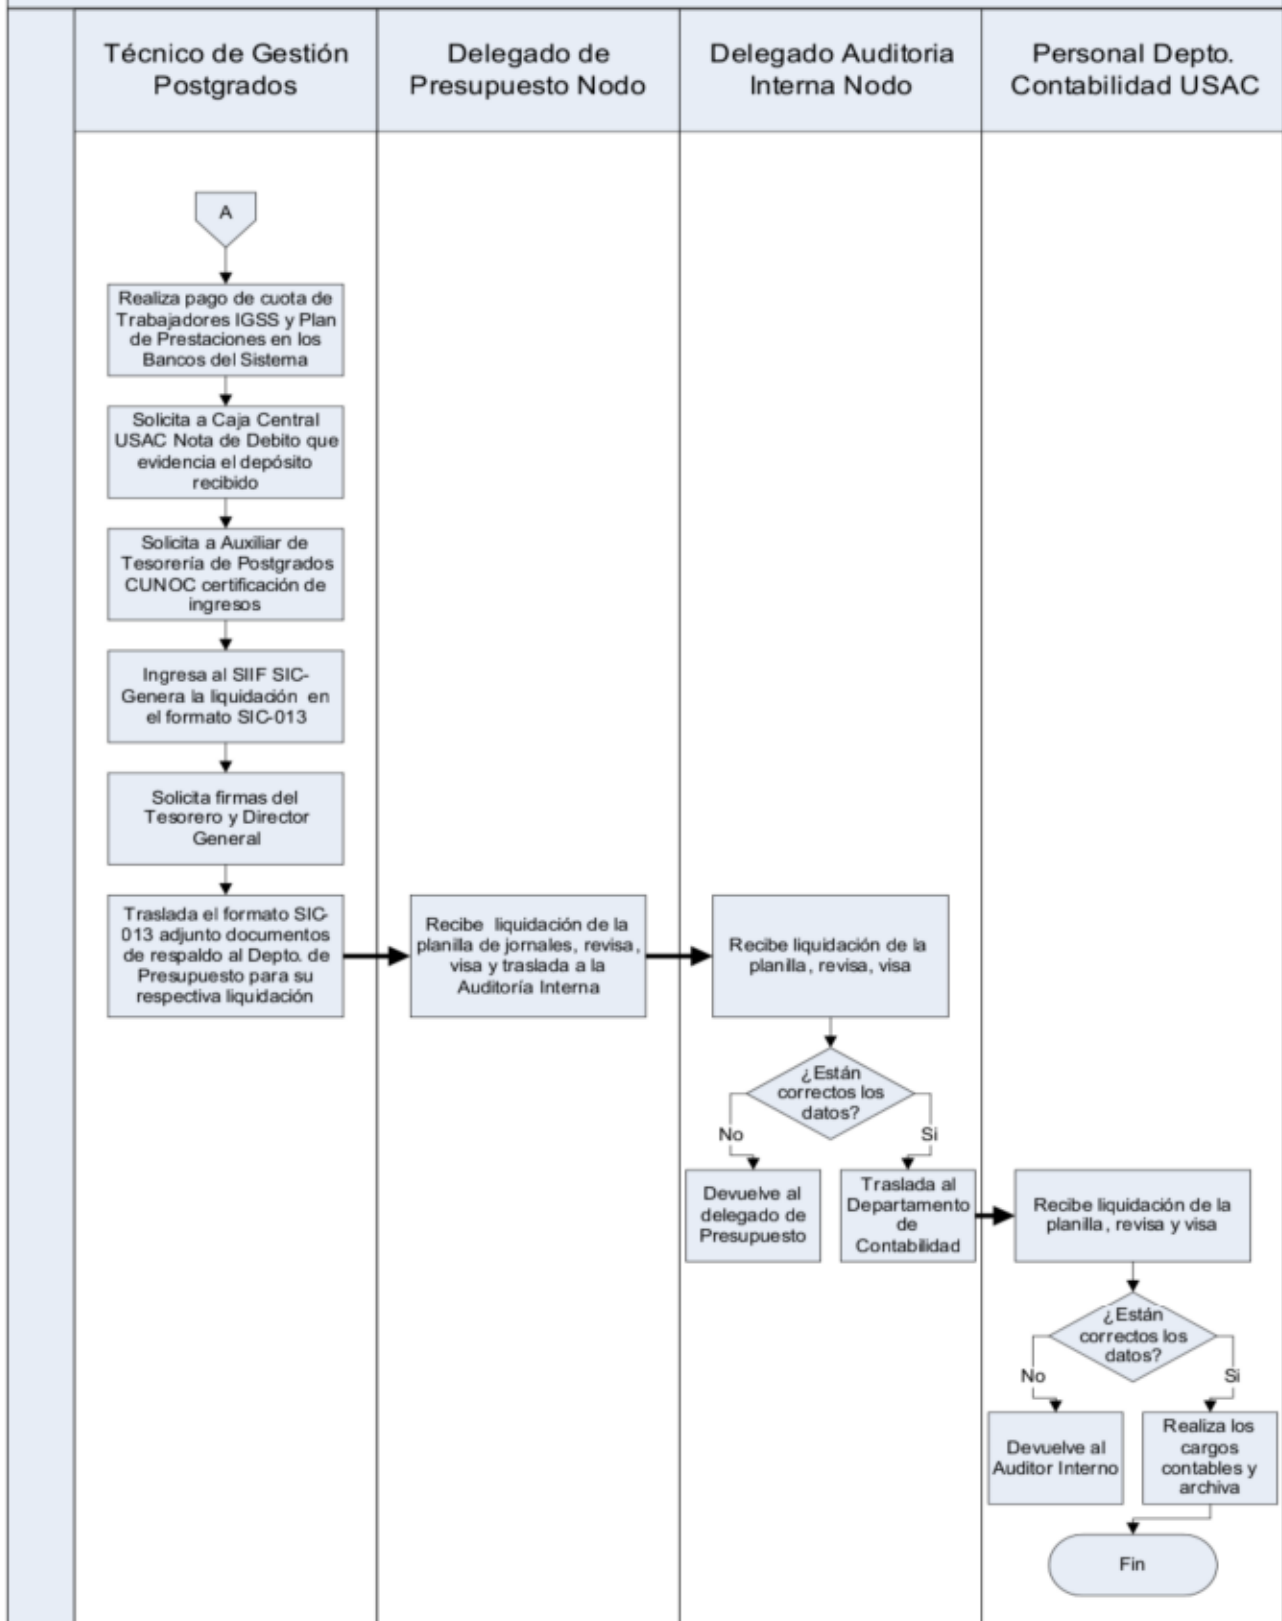 Técnico de Gestión
Postgrados
Delegado de
Presupuesto Nodo
Delegado Auditoria
Interna Nodo
Personal Depto.
Contabilidad USAC
A
Realiza pago de cuota de
Trabajadores IGSS y Plan
de Prestaciones en los
Bancos del Sistema
Solicita a Caja Central
USAC Nota de Debito que
evidencia el depósito
recibido
Solicita a Auxiliar de
Tesorería de Postgrados
CUNOC certificación de
ingresos
Ingresa al SIIF SIC-
Genera la liquidación en
el formato SIC-013
Solicita firmas del
Tesorero y Director
General
Traslada el formato SIC-
013 adjunto documentos
de respaldo al Depto. de
Presupuesto para su
respectiva liquidación
Recibe liquidación de la
planilla de jornales, revisa,
visa y traslada a la
Auditoría Interna
Recibe liquidación de la
planilla, revisa, visa
¿Están
correctos los
datos?
No
Si
Devuelve al
delegado de
Presupuesto
Traslada al
Departamento
de
Contabilidad
Recibe liquidación de la
planilla, revisa y visa
¿Están
correctos los
datos?
No
Si
Devuelve al
Auditor Interno
Realiza los
cargos
contables y
archiva
Fin